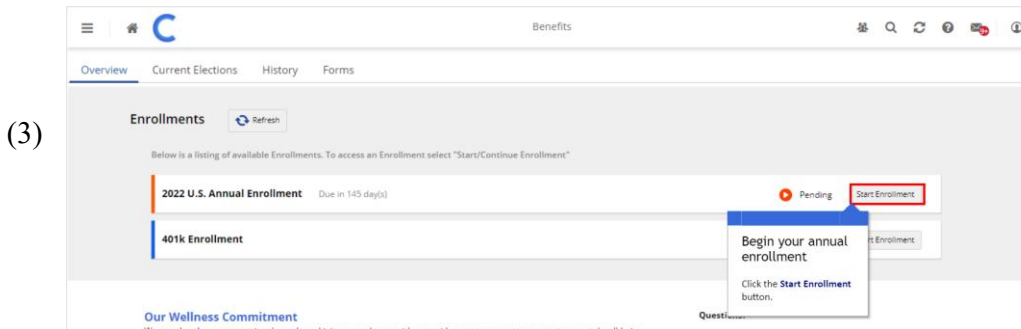 Benefits
9+
Overview Current Elections History Forms
(3)
Enrollments Refresh
Below is a listing of available Enrollments. To access an Enrollment select "Start/Continue Enrollment"
2022 U.S. Annual Enrollment Due in 145 day(s) Pending Start Enrollment
401k Enrollment rt Enrollment
Begin your annual
enrollment
Click the Start Enrollment
button.
Our Wellness Commitment